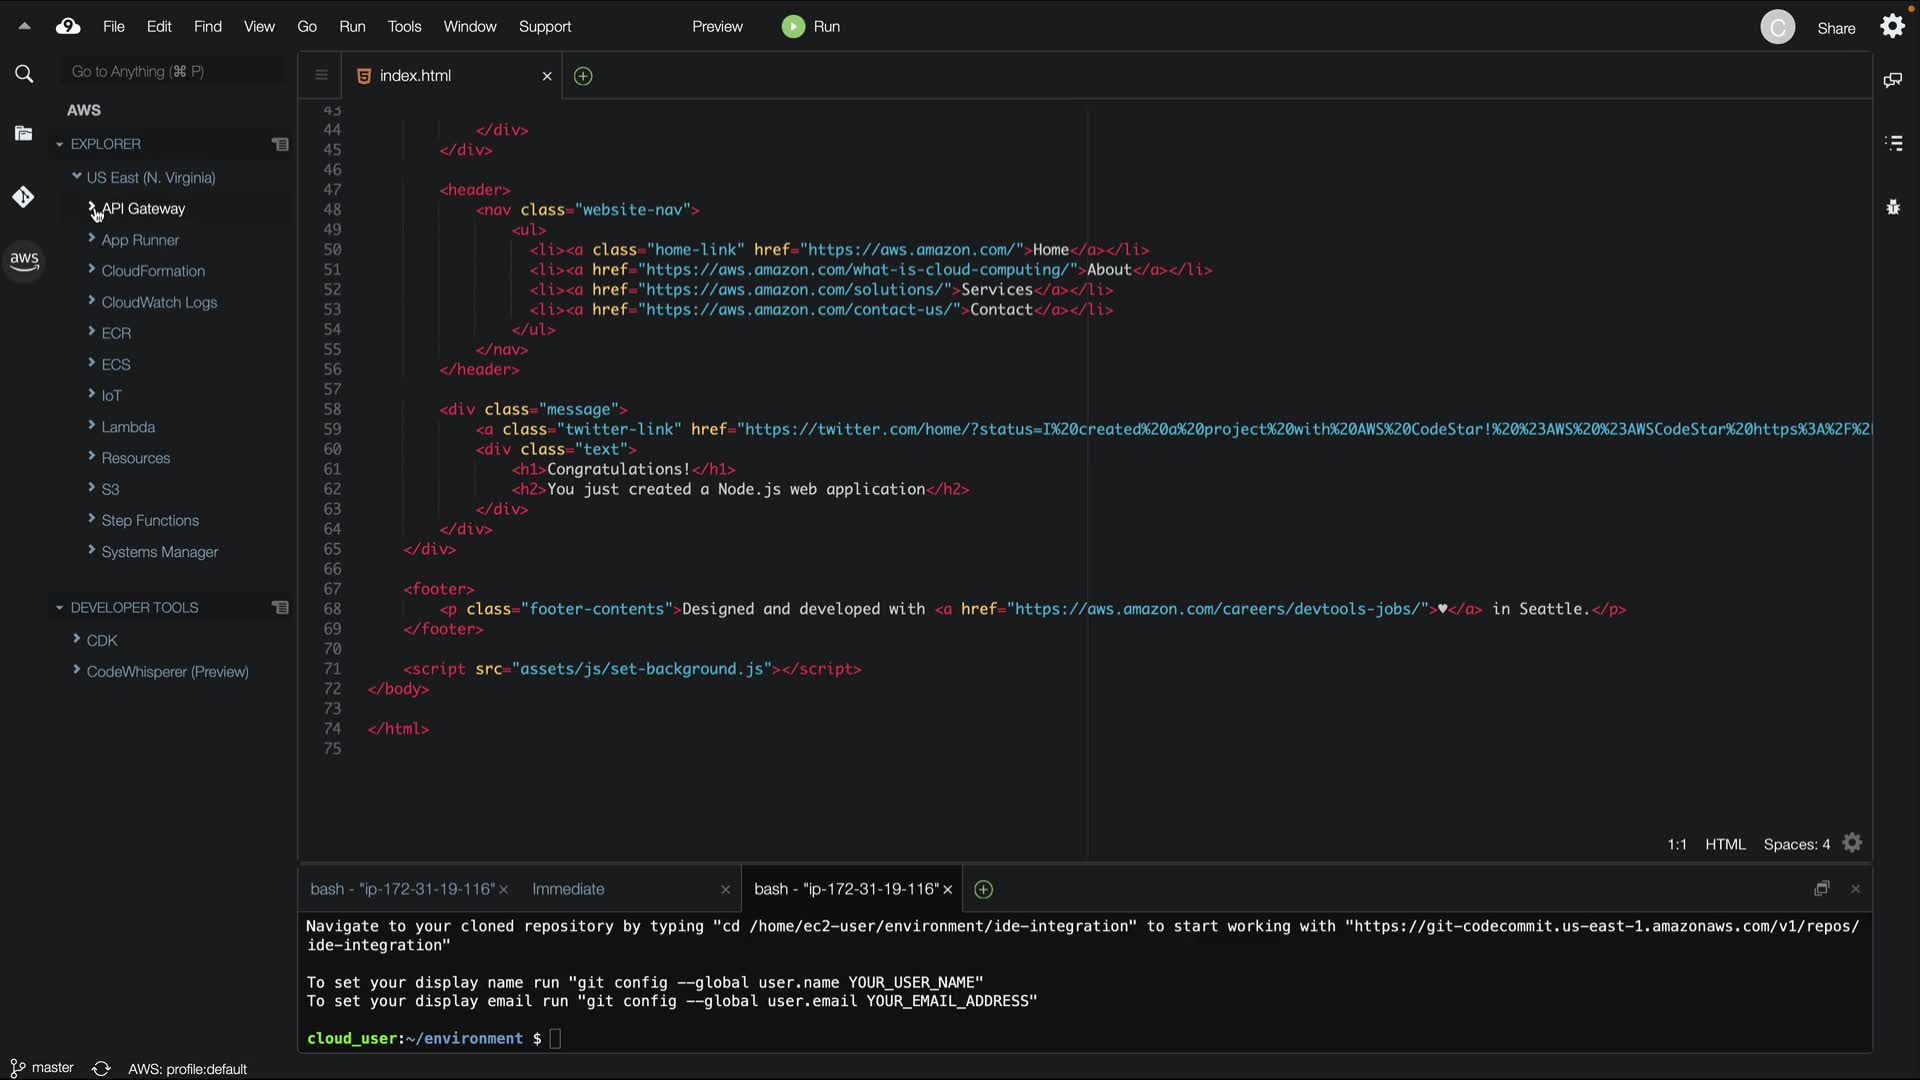 File Edit Find View Go Run Tools Window Support Preview Run C Share
Go to Anything (⌘ P)
index.html
AWS
EXPLORER
US East (N. Virginia)
API Gateway
App Runner
CloudFormation
CloudWatch Logs
ECR
ECS
IoT
Lambda
Resources
S3
Step Functions
Systems Manager
DEVELOPER TOOLS
CDK
CodeWhisperer (Preview)
aws
43
44 </div>
45 </div>
46
47 <header>
48 <nav class="website-nav">
49 <ul>
50 <li><a class="home-link" href="https://aws.amazon.com/">Home</a></li>
51 <li><a href="https://aws.amazon.com/what-is-cloud-computing/">About</a></li>
52 <li><a href="https://aws.amazon.com/solutions/">Services</a></li>
53 <li><a href="https://aws.amazon.com/contact-us/">Contact</a></li>
54 </ul>
55 </nav>
56 </header>
57
58 <div class="message">
59 <a class="twitter-link" href="https://twitter.com/home/?status=I%20created%20a%20project%20with%20AWS%20CodeStar!%20%23AWS%20%23AWSCodeStar%20https%3A%2F%2
60 <div class="text">
61 <h1>Congratulations!</h1>
62 <h2>You just created a Node.js web application</h2>
63 </div>
64 </div>
65 </div>
66
67 <footer>
68 <p class="footer-contents">Designed and developed with <a href="https://aws.amazon.com/careers/devtools-jobs/">♥</a> in Seattle.</p>
69 </footer>
70
71 <script src="assets/js/set-background.js"></script>
72 </body>
73
74 </html>
75
1:1 HTML Spaces: 4
bash - "ip-172-31-19-116" Immediate bash - "ip-172-31-19-116"
Navigate to your cloned repository by typing "cd /home/ec2-user/environment/ide-integration" to start working with "https://git-codecommit.us-east-1.amazonaws.com/v1/repos/
ide-integration"
To set your display name run "git config --global user.name YOUR_USER_NAME"
To set your display email run "git config --global user.email YOUR_EMAIL_ADDRESS"
cloud_user:~/environment $
master AWS: profile:default